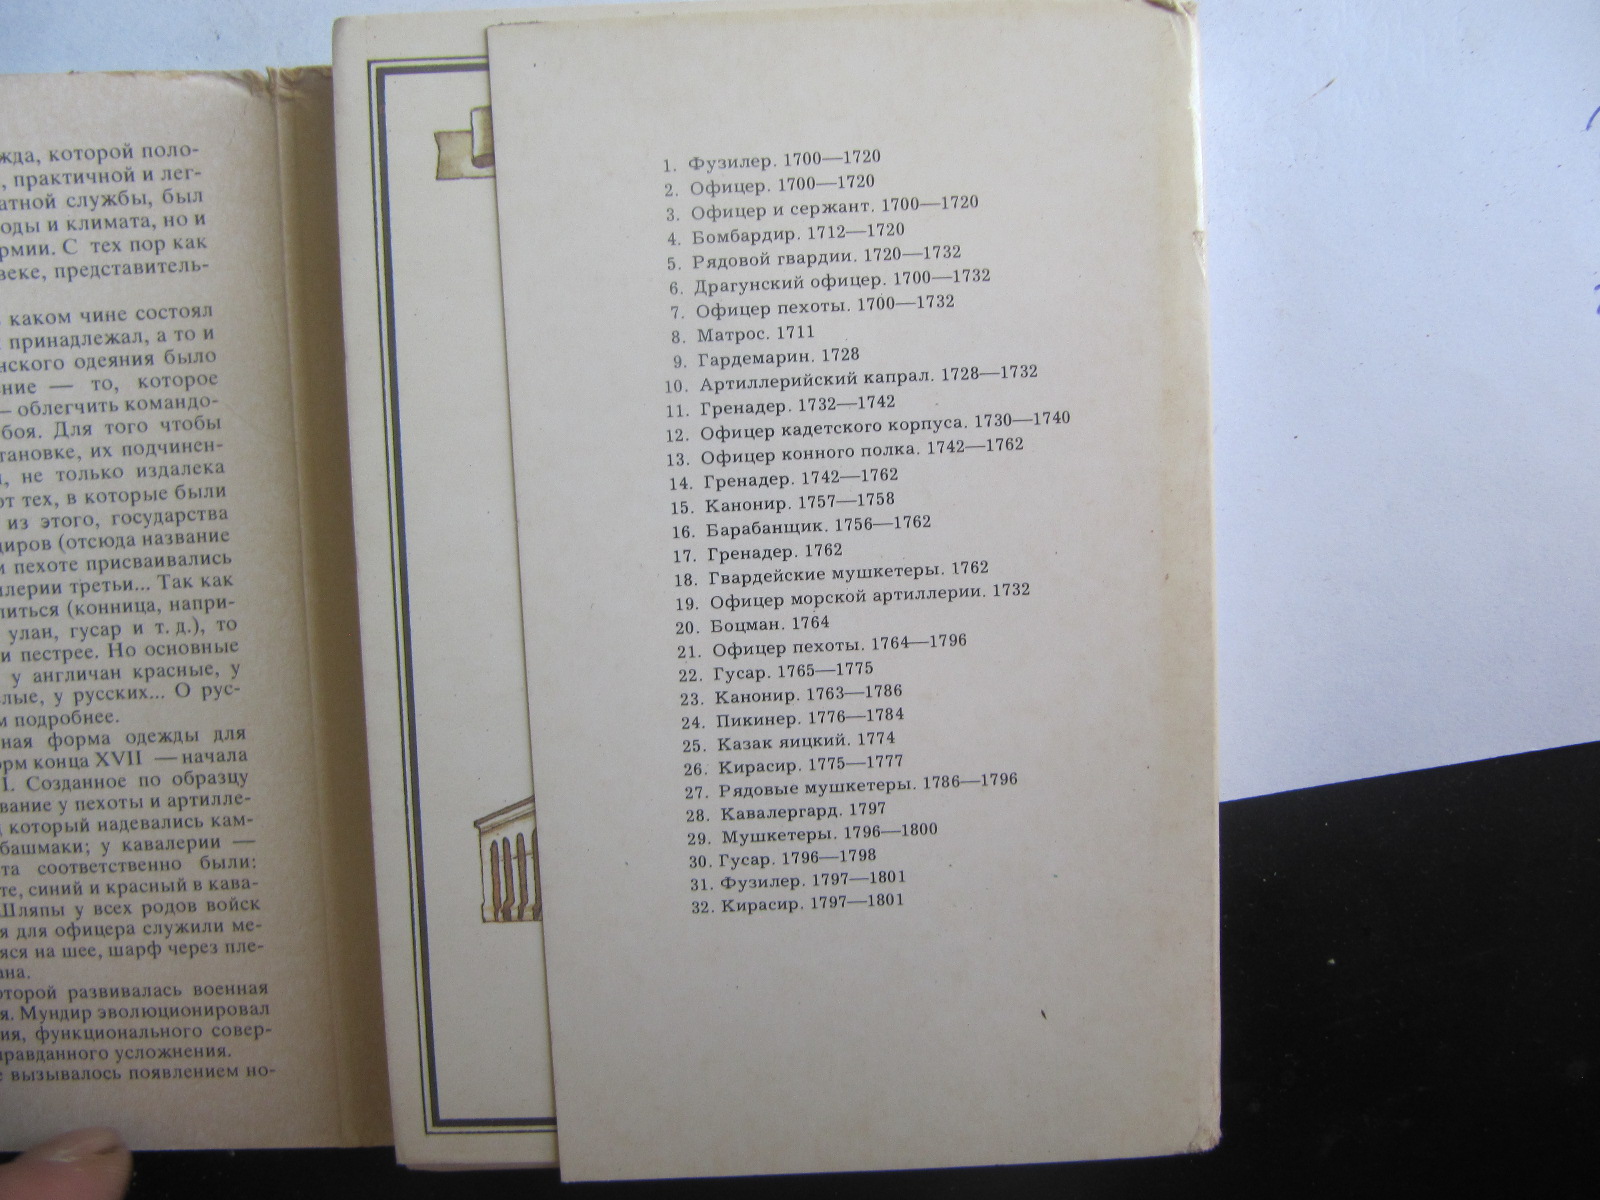 жда, которой поло-
, практичной и лег-
атной службы, был
оды и климата, но и
рмии. С тех пор как
веке, представитель-
каком чине состоял
принадлежал, а то и
нского одеяния было
ение — то, которое
— облегчить командо-
боя. Для того чтобы
тановке, их подчинен-
, не только издалека
от тех, в которые были
из этого, государства
диров (отсюда название
и пехоте присваивались
ллерии третьи... Так как
литься (конница, напри-
улан, гусар и т. д.), то
и пестрее. Но основные
у англичан красные, у
лые, у русских... О рус-
м подробнее.
ная форма одежды для
орм конца XVII — начала
I. Созданное по образцу
вание у пехоты и артилле-
который надевались кам-
башмаки; у кавалерии —
та соответственно были:
те, синий и красный в кава-
Шляпы у всех родов войск
я для офицера служили ме-
яся на шее, шарф через пле-
ана.
оторой развивалась военная
я. Мундир эволюционировал
ия, функционального совер-
правданного усложнения.
е вызывалось появлением но-
1. Фузилер. 1700—1720
2. Офицер. 1700—1720
3. Офицер и сержант. 1700—1720
4. Бомбардир. 1712—1720
5. Рядовой гвардии. 1720—1732
6. Драгунский офицер. 1700—1732
7. Офицер пехоты. 1700—1732
8. Матрос. 1711
9. Гардемарин. 1728
10. Артиллерийский капрал. 1728—1732
11. Гренадер. 1732—1742
12. Офицер кадетского корпуса. 1730—1740
13. Офицер конного полка. 1742—1762
14. Гренадер. 1742—1762
15. Канонир. 1757—1758
16. Барабанщик. 1756—1762
17. Гренадер. 1762
18. Гвардейские мушкетеры. 1762
19. Офицер морской артиллерии. 1732
20. Боцман. 1764
21. Офицер пехоты. 1764—1796
22. Гусар. 1765—1775
23. Канонир. 1763—1786
24. Пикинер. 1776—1784
25. Казак яицкий. 1774
26. Кирасир. 1775—1777
27. Рядовые мушкетеры. 1786—1796
28. Кавалергард. 1797
29. Мушкетеры. 1796—1800
30. Гусар. 1796—1798
31. Фузилер. 1797—1801
32. Кирасир. 1797—1801